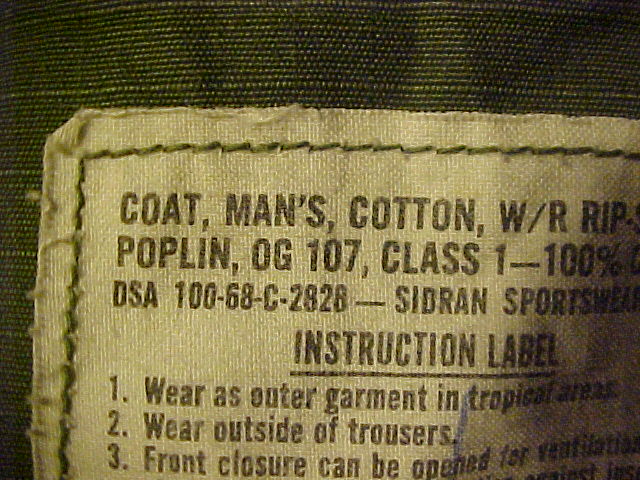 COAT, MAN'S, COTTON, W/R RIP-S
POPLIN, OG 107, CLASS 1—100% C
DSA 100-68-C-2828 — SIDRAN SPORTSWEAR
INSTRUCTION LABEL
1. Wear as outer garment in tropical areas.
2. Wear outside of trousers.
3. Front closure can be opened for ventilation
against